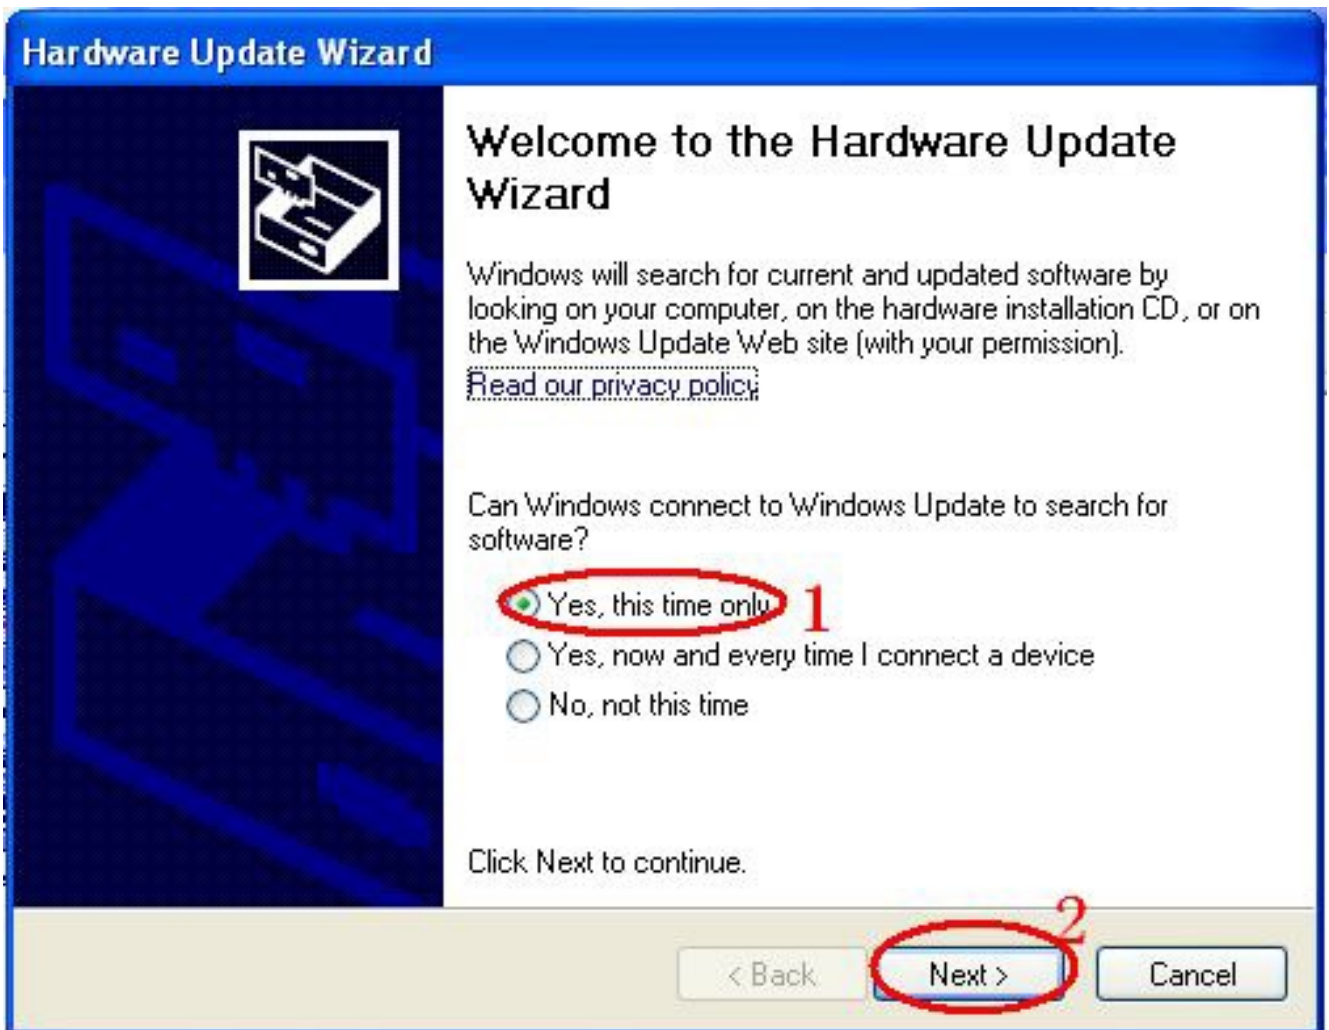 Hardware Update Wizard
Welcome to the Hardware Update
Wizard
Windows will search for current and updated software by
looking on your computer, on the hardware installation CD, or on
the Windows Update Web site (with your permission).
Read our privacy policy
Can Windows connect to Windows Update to search for
software?
Yes, this time only 1
Yes, now and every time I connect a device
No, not this time
Click Next to continue.
2
< Back Next > Cancel